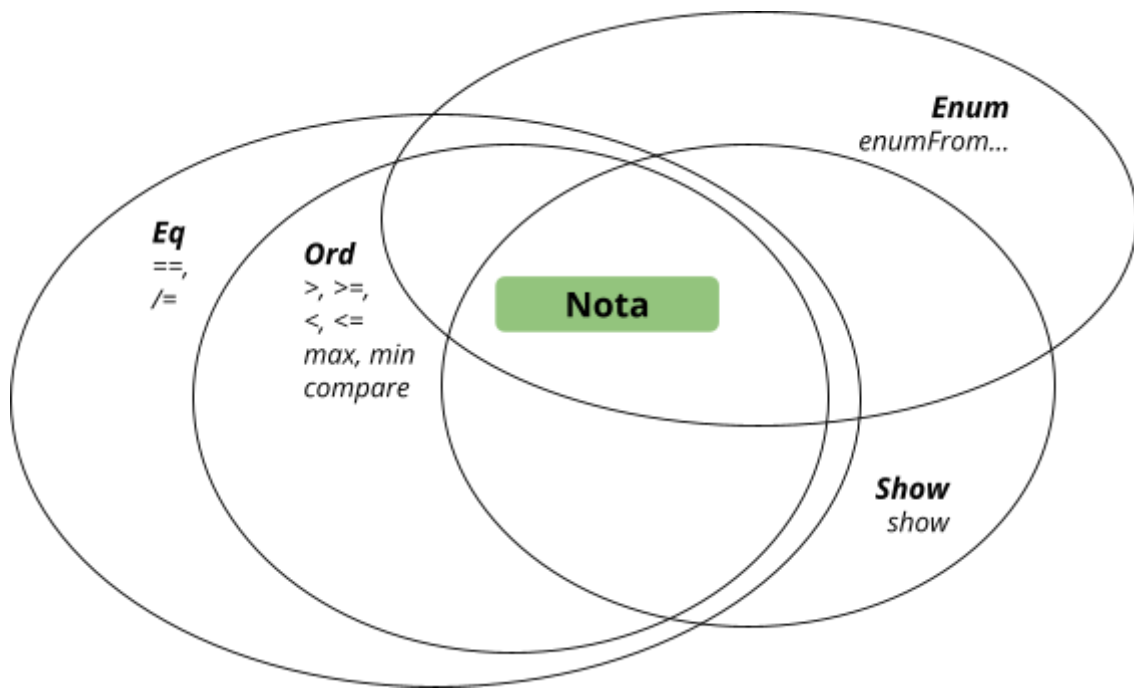 Enum
enumFrom...
Eq
==,
/=
Ord
>, >=,
<, <=
max, min
compare
Nota
Show
show